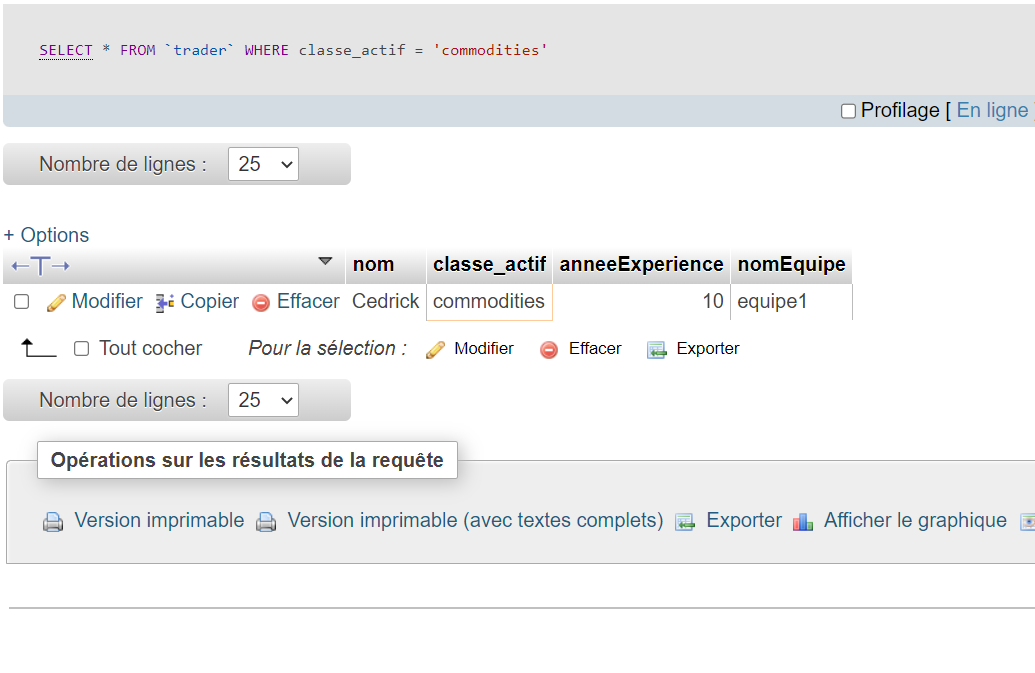 SELECT * FROM `trader` WHERE classe_actif = 'commodities'
Profilage [ En ligne
Nombre de lignes : 25
+ Options
nom classe_actif anneeExperience nomEquipe
Modifier Copier Effacer Cedrick commodities 10 equipe1
Tout cocher Pour la sélection : Modifier Effacer Exporter
Nombre de lignes : 25
Opérations sur les résultats de la requête
Version imprimable Version imprimable (avec textes complets) Exporter Afficher le graphique